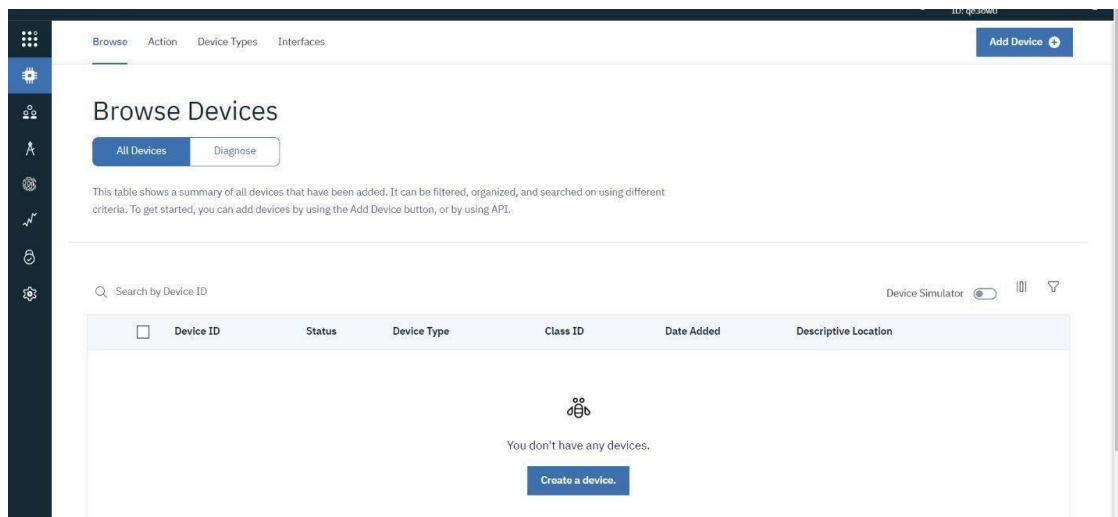 Browse Action Device Types Interfaces
Add Device
Browse Devices
All Devices Diagnose
This table shows a summary of all devices that have been added. It can be filtered, organized, and searched on using different
criteria. To get started, you can add devices by using the Add Device button, or by using API.
Search by Device ID
Device Simulator
Device ID Status Device Type Class ID Date Added Descriptive Location
You don't have any devices.
Create a device.